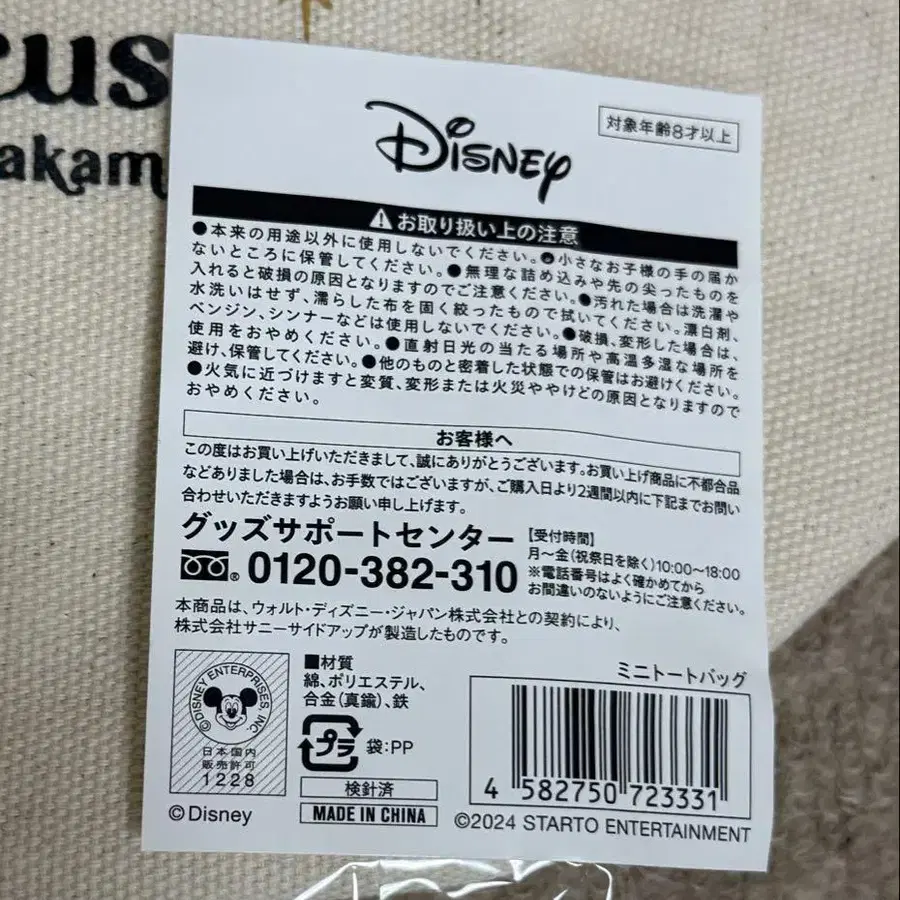 cus
akam
Disney
対象年齢8才以上
⚠お取り扱い上の注意
●本来の用途以外に使用しないでください。●小さなお子様の手の届か
ないところに保管してください。●無理な詰め込みや先の尖ったものを
入れると破損の原因となりますのでご注意ください。●汚れた場合は洗濯や
水洗いはせず、濡らした布を固く絞ったもので拭いてください。漂白剤、
ベンジン、シンナーなどは使用しないでください。●破損、変形した場合は、
使用をおやめください。●直射日光の当たる場所や高温多湿な場所を
避け、保管してください。●他のものと密着した状態での保管はお避けください。
●火気に近づけますと変質、変形または火災ややけどの原因となりますので
おやめください。
お客様へ
この度はお買い上げいただきまして、誠にありがとうございます。お買い上げ商品に不都合品
などありました場合は、お手数ではございますが、ご購入日より2週間以内に下記までお問い
合わせいただきますようお願い申し上げます。
グッズサポートセンター
0120-382-310
【受付時間】
月〜金(祝祭日を除く)10:00〜18:00
※電話番号はよく確かめてから
お間違いのないようにご注意ください。
本商品は、ウォルト・ディズニー・ジャパン株式会社との契約により、
株式会社サニーサイドアップが製造したものです。
©DISNEY ENTERPRISES, INC.
日本国内
販売許可
1228
©Disney
■材質
綿、ポリエステル、
合金(真鍮)、鉄
プラ 袋:PP
検針済
MADE IN CHINA
ミニトートバッグ
4 582750 723331
©2024 STARTO ENTERTAINMENT